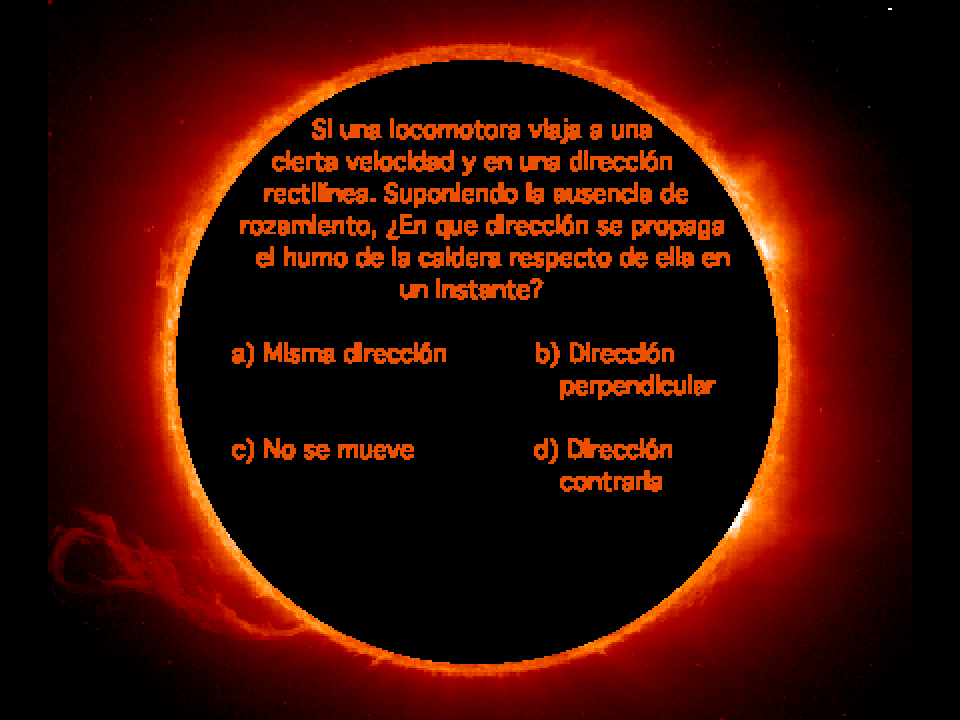 Si una locomotora viaja a una
cierta velocidad y en una dirección
rectilínea. Suponiendo la ausencia de
rozamiento, ¿En que dirección se propaga
el humo de la caldera respecto de ella en
un instante?
a) Misma dirección
b) Dirección
perpendicular
c) No se mueve
d) Dirección
contraria